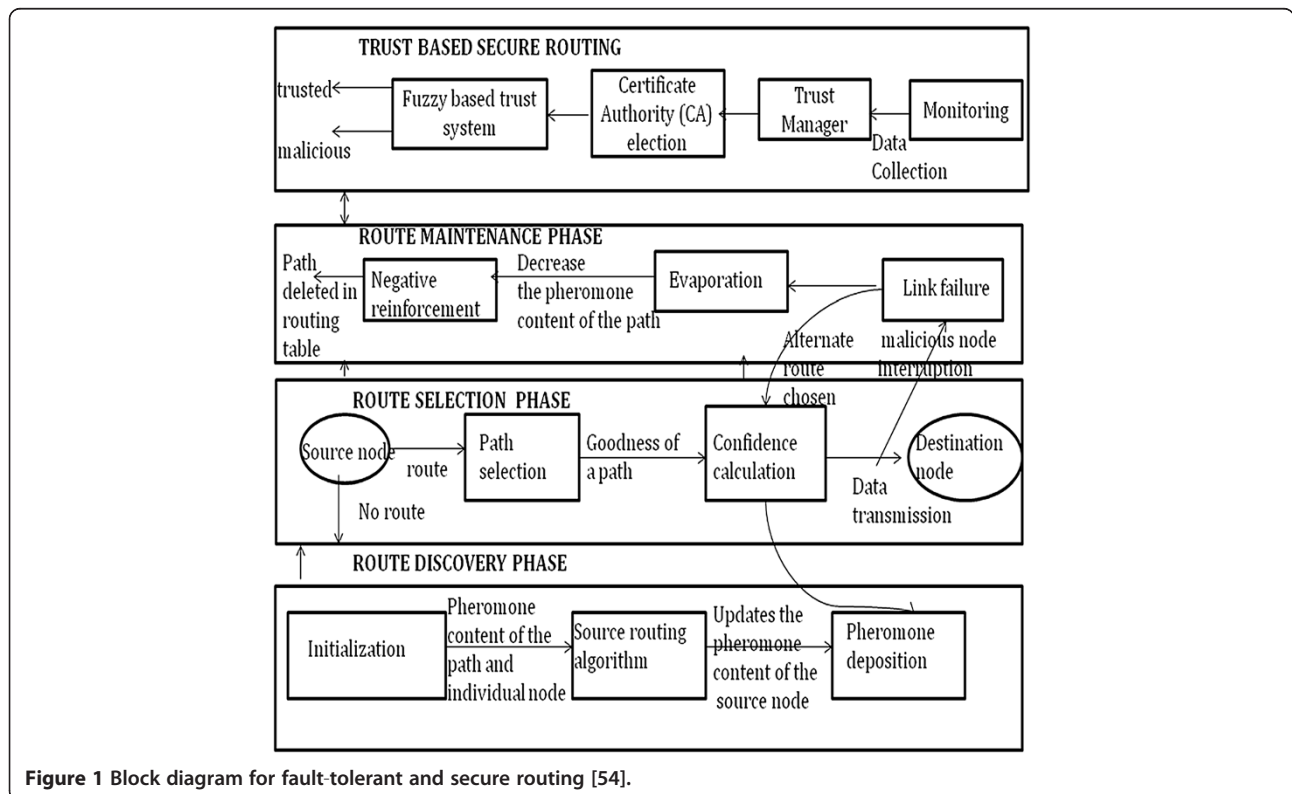 TRUST BASED SECURE ROUTING
trusted
malicious
Fuzzy based trust
system
Certificate
Authority (CA)
election
Trust
Manager
Monitoring
Data
Collection
ROUTE MAINTENANCE PHASE
Path
deleted in
routing
table
Negative
reinforcement
Decrease
the pheromone
content of the path
Evaporation
Link failure
Alternate
route
chosen
malicious node
interruption
ROUTE SELECTION PHASE
Source node
route
No route
Path
selection
Goodness of
a path
Confidence
calculation
Data
transmission
Destination
node
ROUTE DISCOVERY PHASE
Initialization
Pheromone
content of the
path and
individual node
Source routing
algorithm
Updates the
pheromone
content of the
source node
Pheromone
deposition
Figure 1 Block diagram for fault-tolerant and secure routing [54].